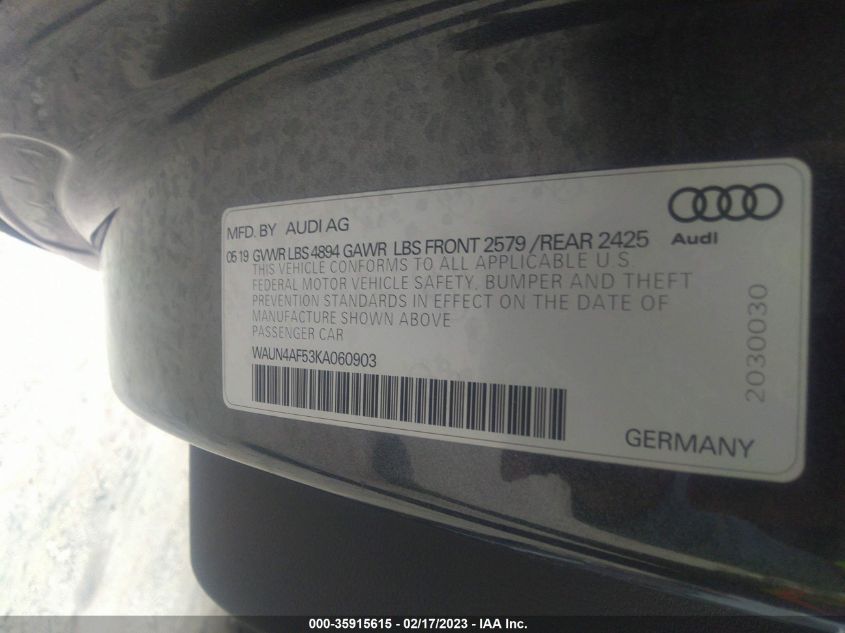 MFD. BY AUDI AG
Audi
05 19 GVWR LBS 4894 GAWR LBS FRONT 2579 /REAR 2425
THIS VEHICLE CONFORMS TO ALL APPLICABLE U S
FEDERAL MOTOR VEHICLE SAFETY, BUMPER AND THEFT
PREVENTION STANDARDS IN EFFECT ON THE DATE OF
MANUFACTURE SHOWN ABOVE
PASSENGER CAR
WAUN4AF53KA060903
2030030
GERMANY
000-35915615 - 02/17/2023 - IAA Inc.